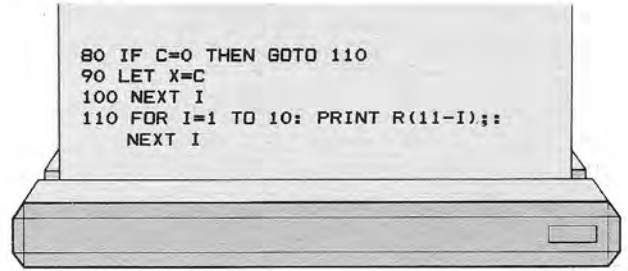 80 IF C=0 THEN GOTO 110
90 LET X=C
100 NEXT I
110 FOR I=1 TO 10: PRINT R(11-I);:
NEXT I